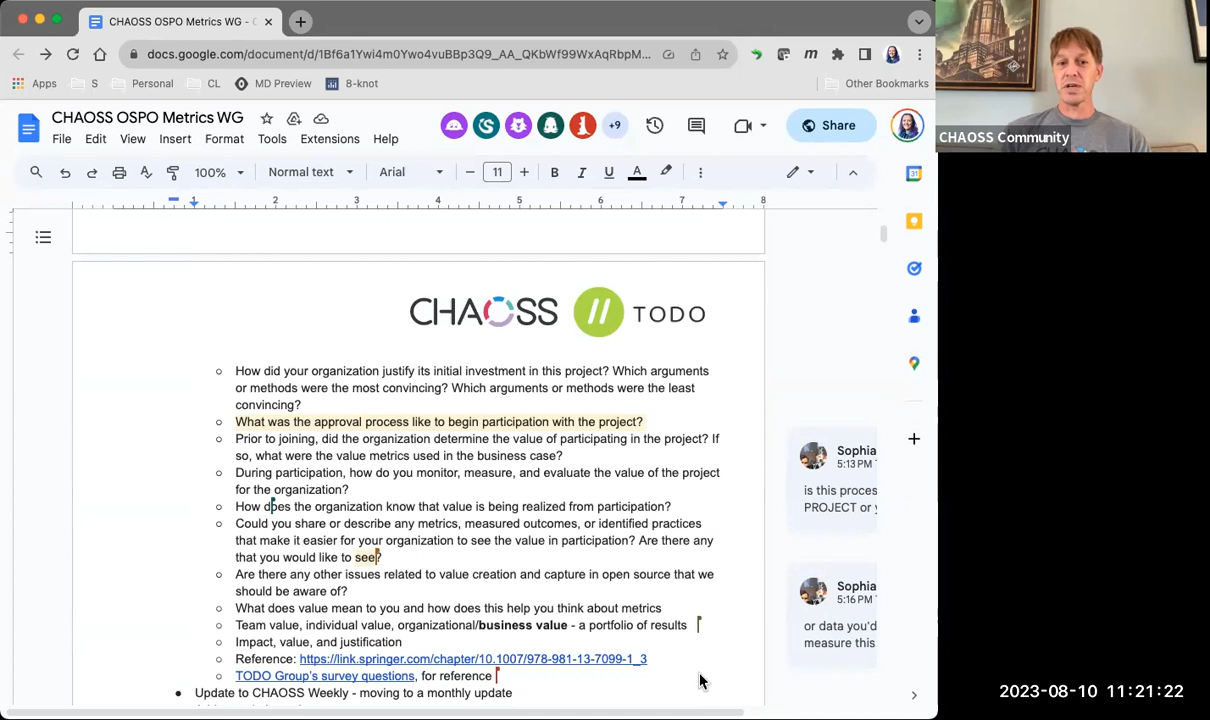 CHAOSS OSPO Metrics WG - C
docs.google.com/document/d/1Bf6a1Ywi4m0Ywo4vuBBp3Q9_AA_QKbWf99WxAqRbpM...
Apps S Personal CL MD Preview 8-knot Other Bookmarks
CHAOSS OSPO Metrics WG
File Edit View Insert Format Tools Extensions Help
+9
Share
100% Normal text Arial 11 B I U A
1 2 3 4 5 6 7 8
CHAOSS // TODO
How did your organization justify its initial investment in this project? Which arguments
or methods were the most convincing? Which arguments or methods were the least
convincing?
What was the approval process like to begin participation with the project?
Prior to joining, did the organization determine the value of participating in the project? If
so, what were the value metrics used in the business case?
During participation, how do you monitor, measure, and evaluate the value of the project
for the organization?
How does the organization know that value is being realized from participation?
Could you share or describe any metrics, measured outcomes, or identified practices
that make it easier for your organization to see the value in participation? Are there any
that you would like to see?
Are there any other issues related to value creation and capture in open source that we
should be aware of?
What does value mean to you and how does this help you think about metrics
Team value, individual value, organizational/business value - a portfolio of results
Impact, value, and justification
Reference: https://link.springer.com/chapter/10.1007/978-981-13-7099-1_3
TODO Group's survey questions, for reference
Update to CHAOSS Weekly - moving to a monthly update
Sophia
5:13 PM
is this proces
PROJECT or y
Sophia
5:16 PM
or data you'd
measure this
31
CHAOSS Community
2023-08-10 11:21:22